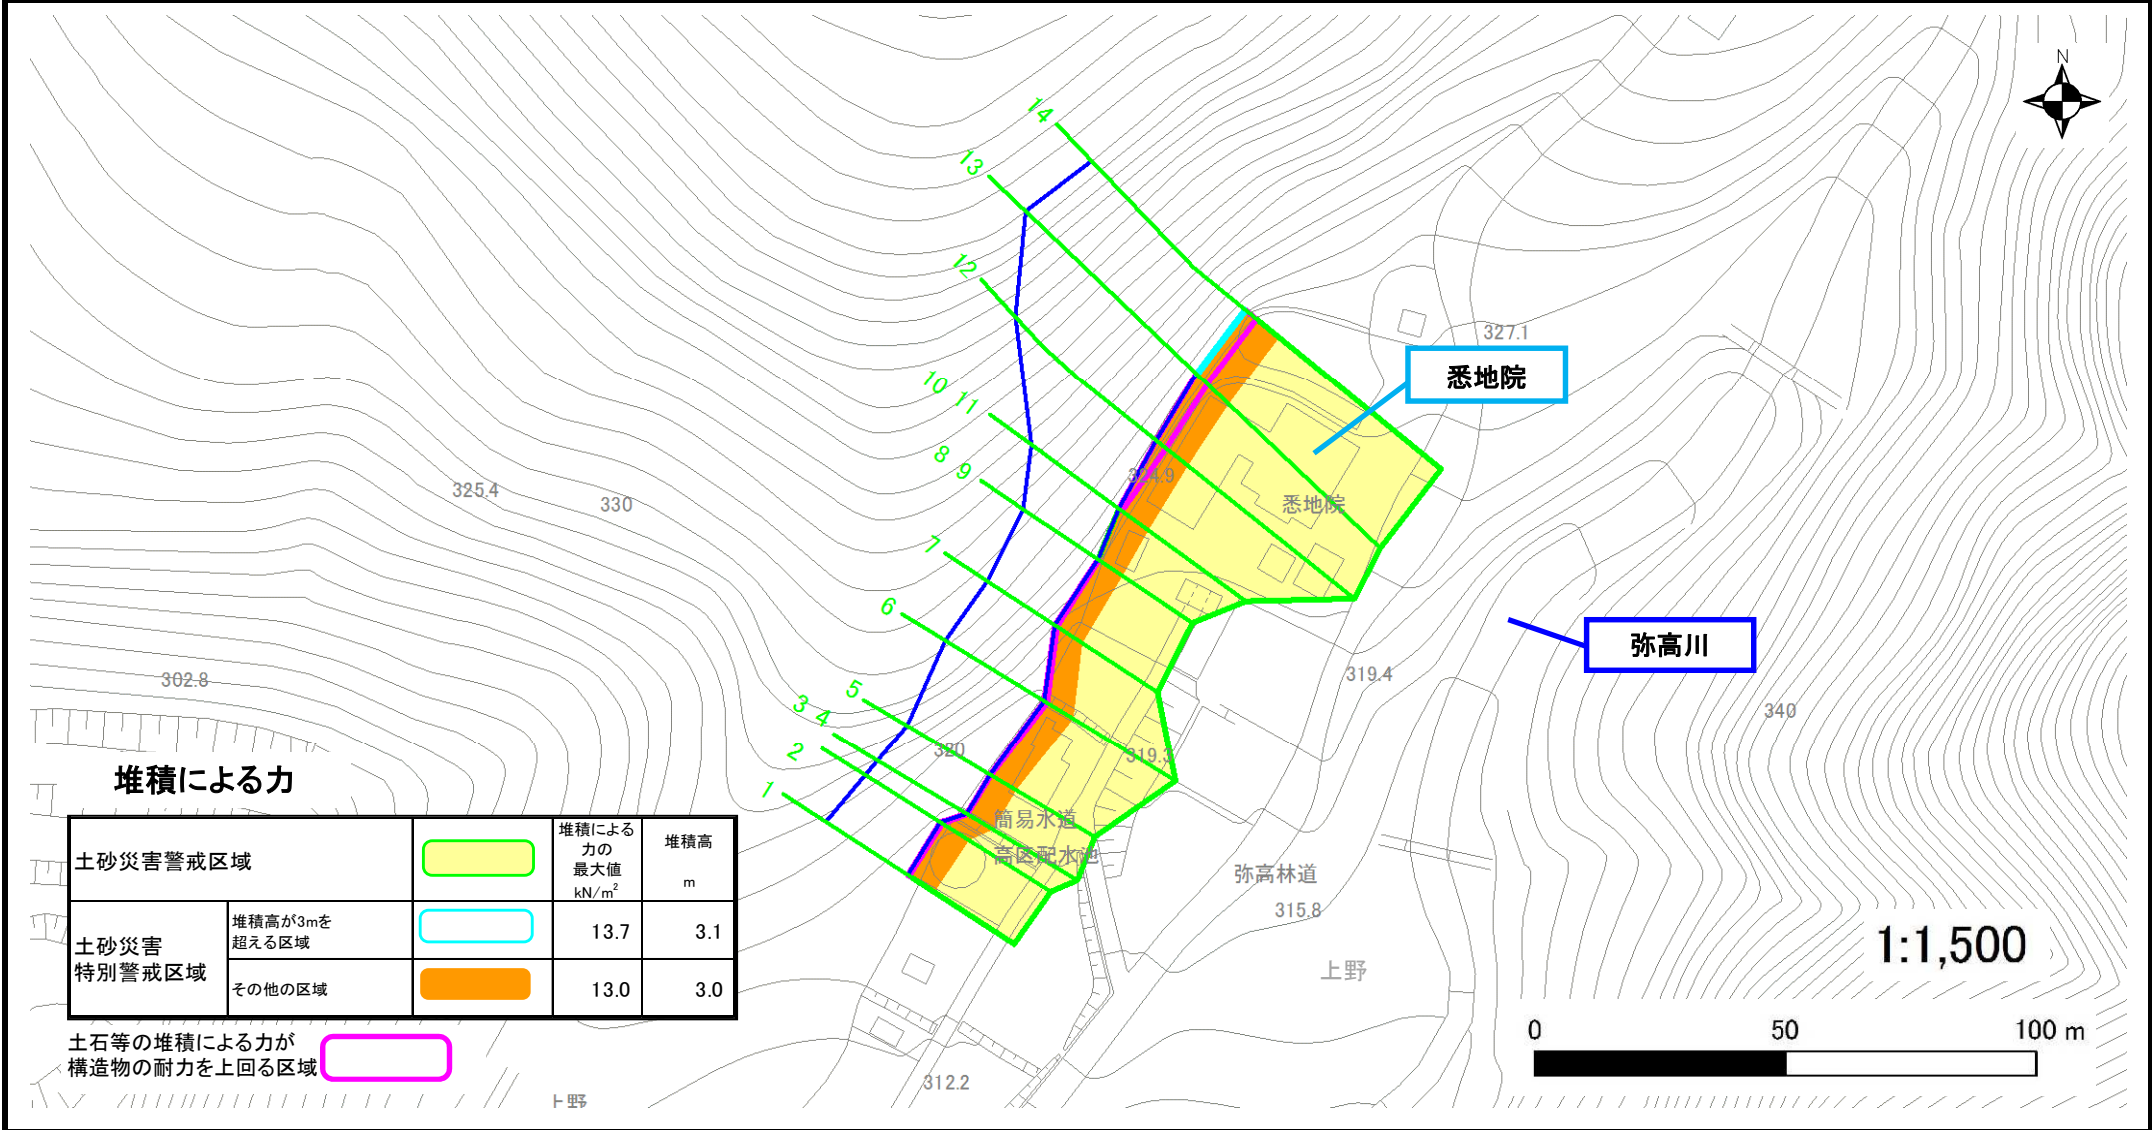 N
14
13
12
10 11
8 9
7
6
5
3 4
2
1
327.1
悉地院
324.9
悉地院
325.4
330
302.8
320
319.3
319.4
弥高川
340
簡易水道
高区配水池
弥高林道
315.8
上野
312.2
上野
堆積による力
土砂災害警戒区域
堆積による
力の
最大値
kN/m²
堆積高
m
土砂災害
特別警戒区域
堆積高が3mを
超える区域
13.7
3.1
その他の区域
13.0
3.0
土石等の堆積による力が
構造物の耐力を上回る区域
1:1,500
0 50 100 m